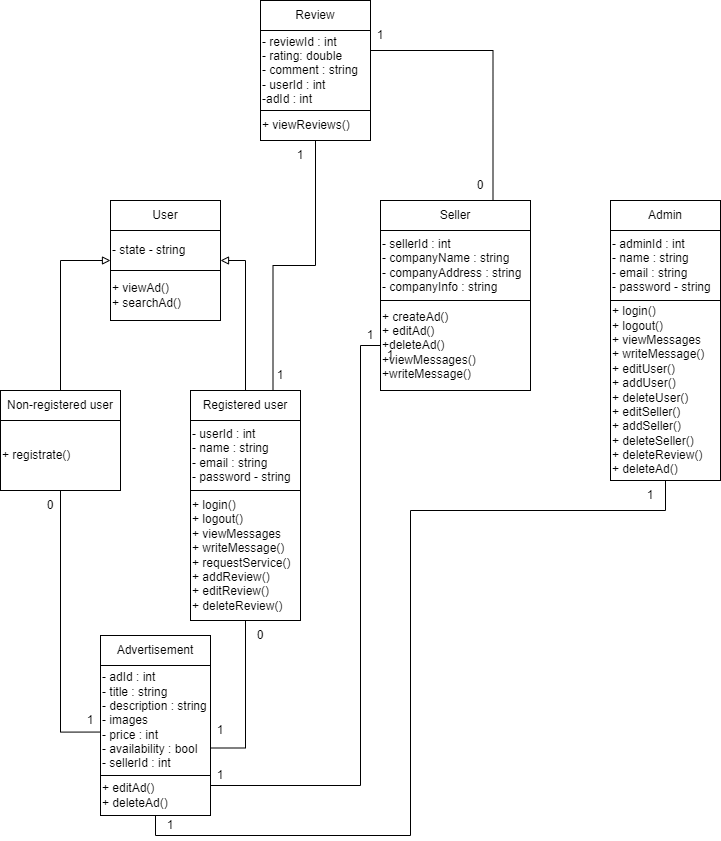 Review
- reviewId : int
- rating: double
- comment : string
- userId : int
-adId : int
+ viewReviews()
1
1
0
User
- state - string
+ viewAd()
+ searchAd()
Seller
- sellerId : int
- companyName : string
- companyAddress : string
- companyInfo : string
+ createAd()
+ editAd()
+deleteAd()
+viewMessages()
+writeMessage()
1
1
Admin
- adminId : int
- name : string
- email : string
- password - string
+ login()
+ logout()
+ viewMessages
+ writeMessage()
+ editUser()
+ addUser()
+ deleteUser()
+ editSeller()
+ addSeller()
+ deleteSeller()
+ deleteReview()
+ deleteAd()
1
1
Non-registered user
+ registrate()
0
Registered user
- userId : int
- name : string
- email : string
- password - string
+ login()
+ logout()
+ viewMessages
+ writeMessage()
+ requestService()
+ addReview()
+ editReview()
+ deleteReview()
0
Advertisement
- adId : int
- title : string
- description : string
- images
- price : int
- availability : bool
- sellerId : int
+ editAd()
+ deleteAd()
1
1
1
1